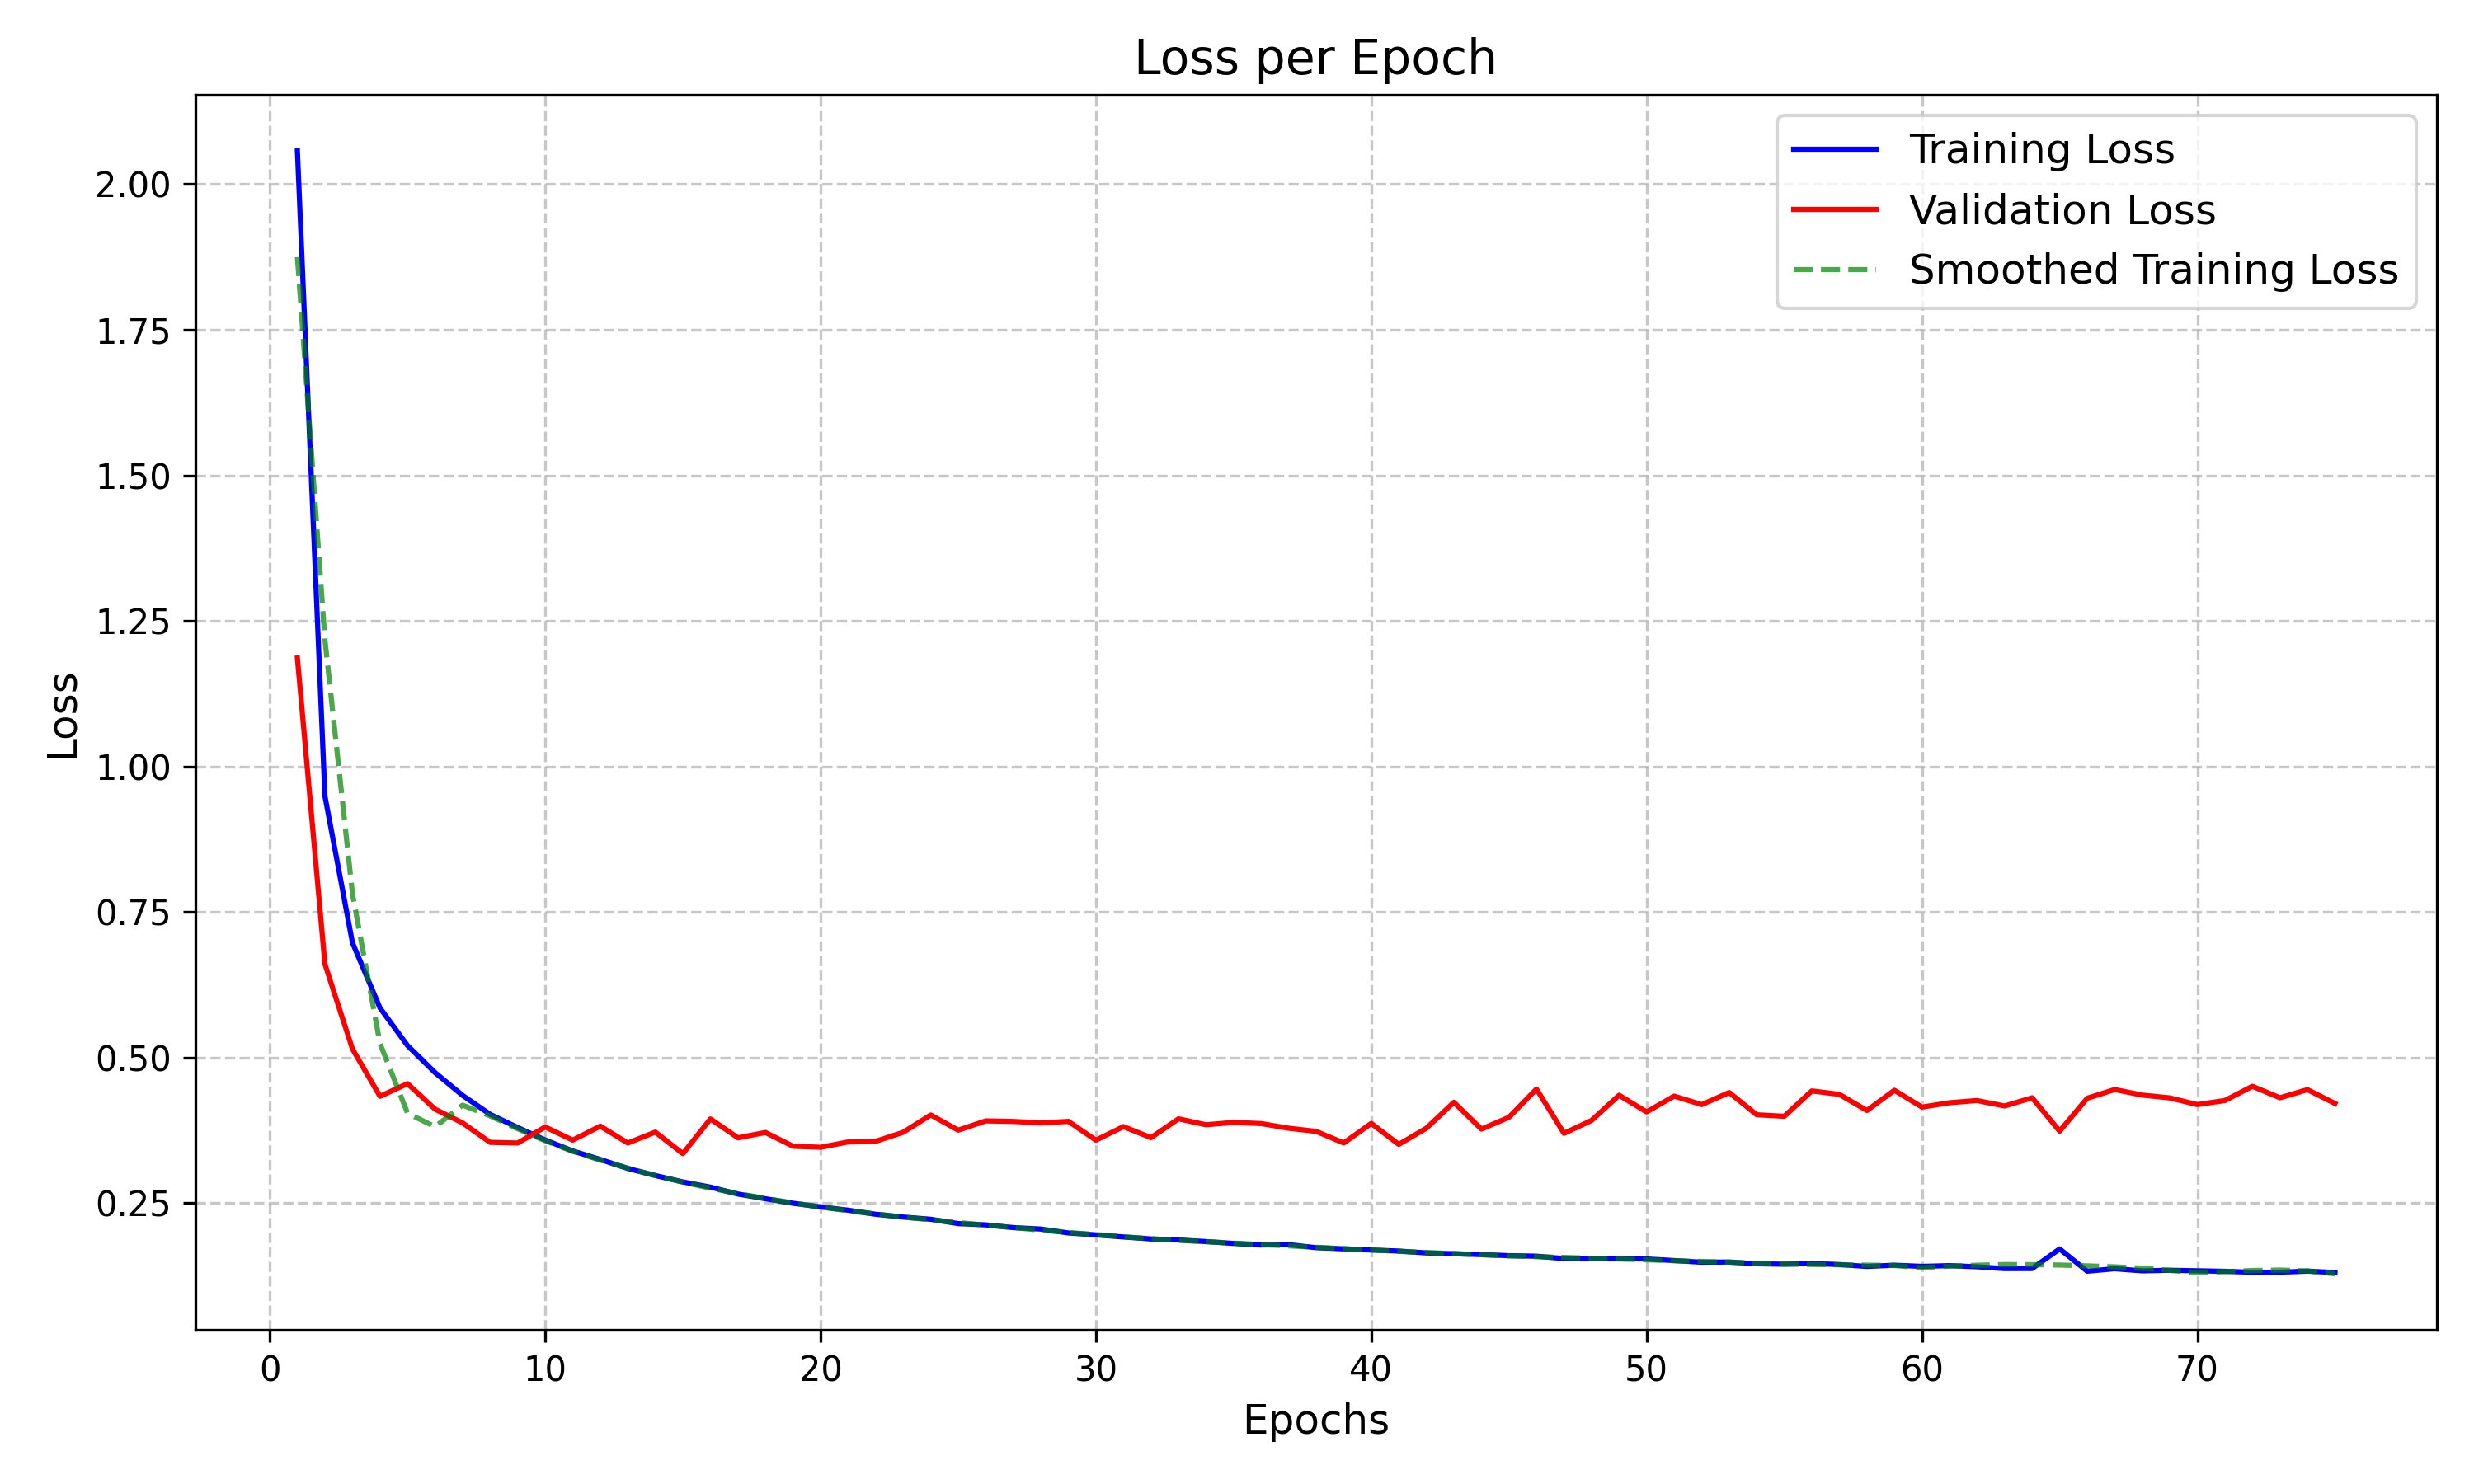 Loss per Epoch
Training Loss
Validation Loss
Smoothed Training Loss
2.00
1.75
1.50
1.25
1.00
0.75
0.50
0.25
Loss
0 10 20 30 40 50 60 70
Epochs